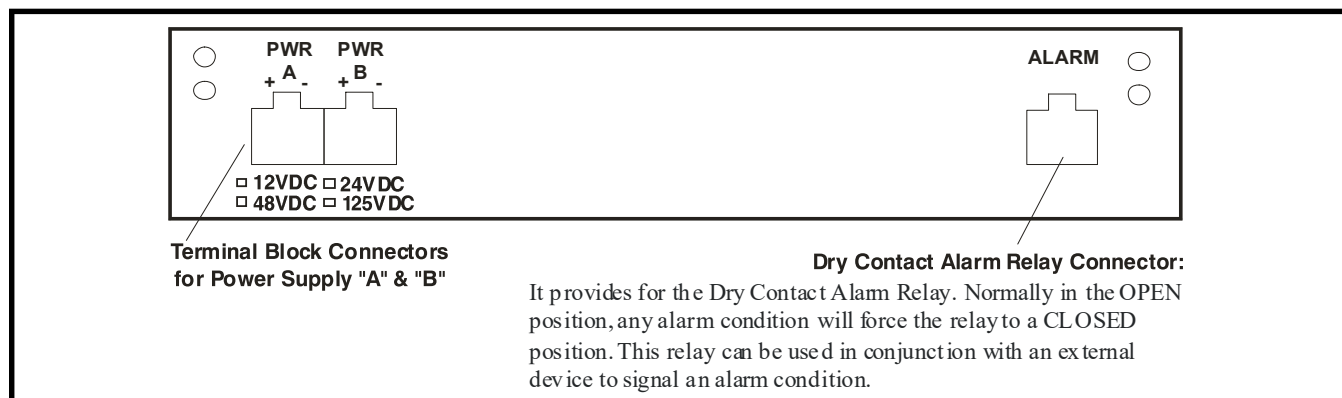 PWR PWR
+ A - + B -
ALARM
12VDC 24VDC
48VDC 125VDC
Terminal Block Connectors
for Power Supply "A" & "B"
Dry Contact Alarm Relay Connector:
It provides for the Dry Contact Alarm Relay. Normally in the OPEN
position, any alarm condition will force the relay to a CLOSED
position. This relay can be used in conjunction with an external
device to signal an alarm condition.